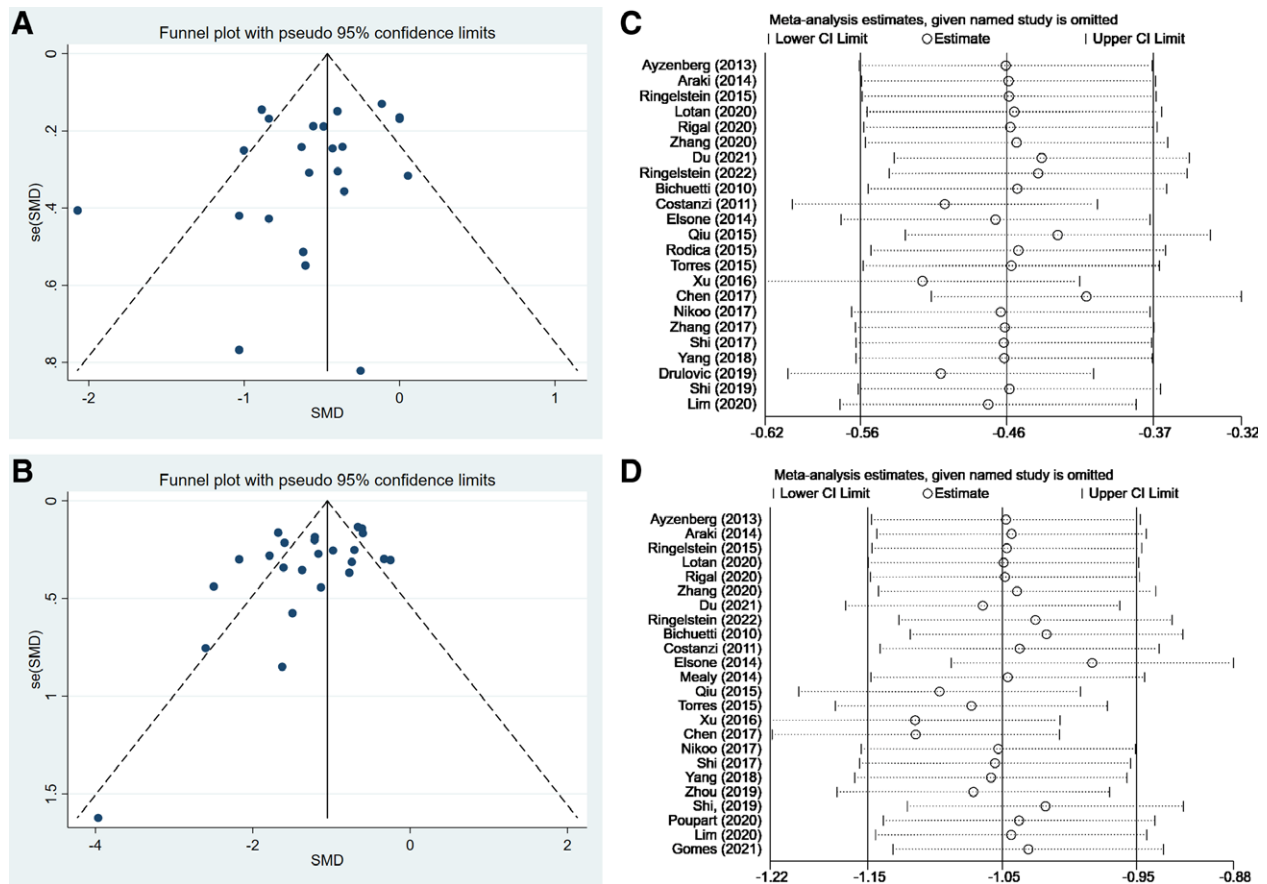 A
Funnel plot with pseudo 95% confidence limits
se(SMD)
0
.2
.4
.6
.8
-2
-1
0
1
SMD
B
Funnel plot with pseudo 95% confidence limits
se(SMD)
0
.5
1
1.5
-4
-2
0
2
SMD
C
Meta-analysis estimates, given named study is omitted
Lower CI Limit
Estimate
Upper CI Limit
Ayzenberg (2013)
Araki (2014)
Ringelstein (2015)
Lotan (2020)
Rigal (2020)
Zhang (2020)
Du (2021)
Ringelstein (2022)
Bichuetti (2010)
Costanzi (2011)
Elsone (2014)
Qiu (2015)
Rodica (2015)
Torres (2015)
Xu (2016)
Chen (2017)
Nikoo (2017)
Zhang (2017)
Shi (2017)
Yang (2018)
Drulovic (2019)
Shi (2019)
Lim (2020)
-0.62
-0.56
-0.46
-0.37
-0.32
D
Meta-analysis estimates, given named study is omitted
Lower CI Limit
Estimate
Upper CI Limit
Ayzenberg (2013)
Araki (2014)
Ringelstein (2015)
Lotan (2020)
Rigal (2020)
Zhang (2020)
Du (2021)
Ringelstein (2022)
Bichuetti (2010)
Costanzi (2011)
Elsone (2014)
Mealy (2014)
Qiu (2015)
Torres (2015)
Xu (2016)
Chen (2017)
Nikoo (2017)
Shi (2017)
Yang (2018)
Zhou (2019)
Shi, (2019)
Poupart (2020)
Lim (2020)
Gomes (2021)
-1.22
-1.15
-1.05
-0.95
-0.88